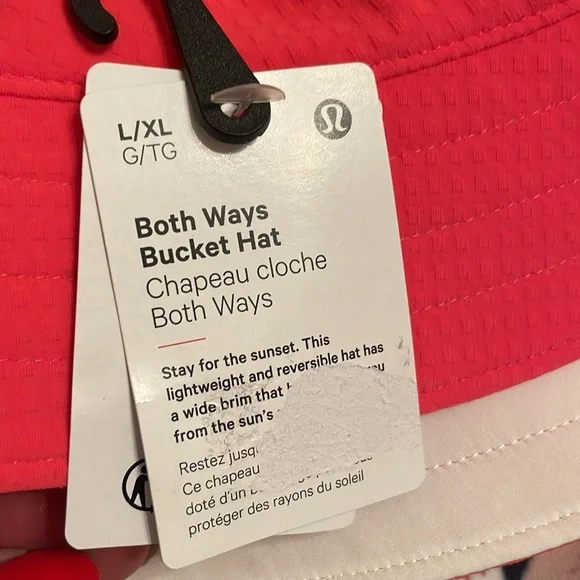 L/XL
G/TG
Both Ways
Bucket Hat
Chapeau cloche
Both Ways
Stay for the sunset. This
lightweight and reversible hat has
a wide brim that
from the sun's
Restez
Ce chapeau
doté d'un
protéger des rayons du soleil